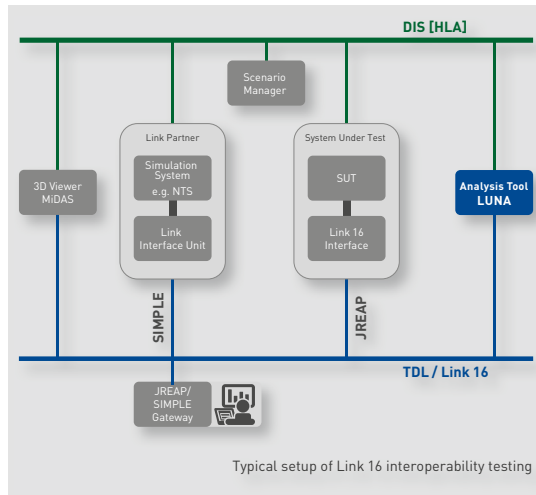 DIS [HLA]
Scenario
Manager
Link Partner
Simulation
System
e.g. NTS
Link
Interface Unit
System Under Test
SUT
Link 16
Interface
3D Viewer
MiDAS
Analysis Tool
LUNA
SIMPLE
JREAP
TDL / Link 16
JREAP/
SIMPLE
Gateway
Typical setup of Link 16 interoperability testing